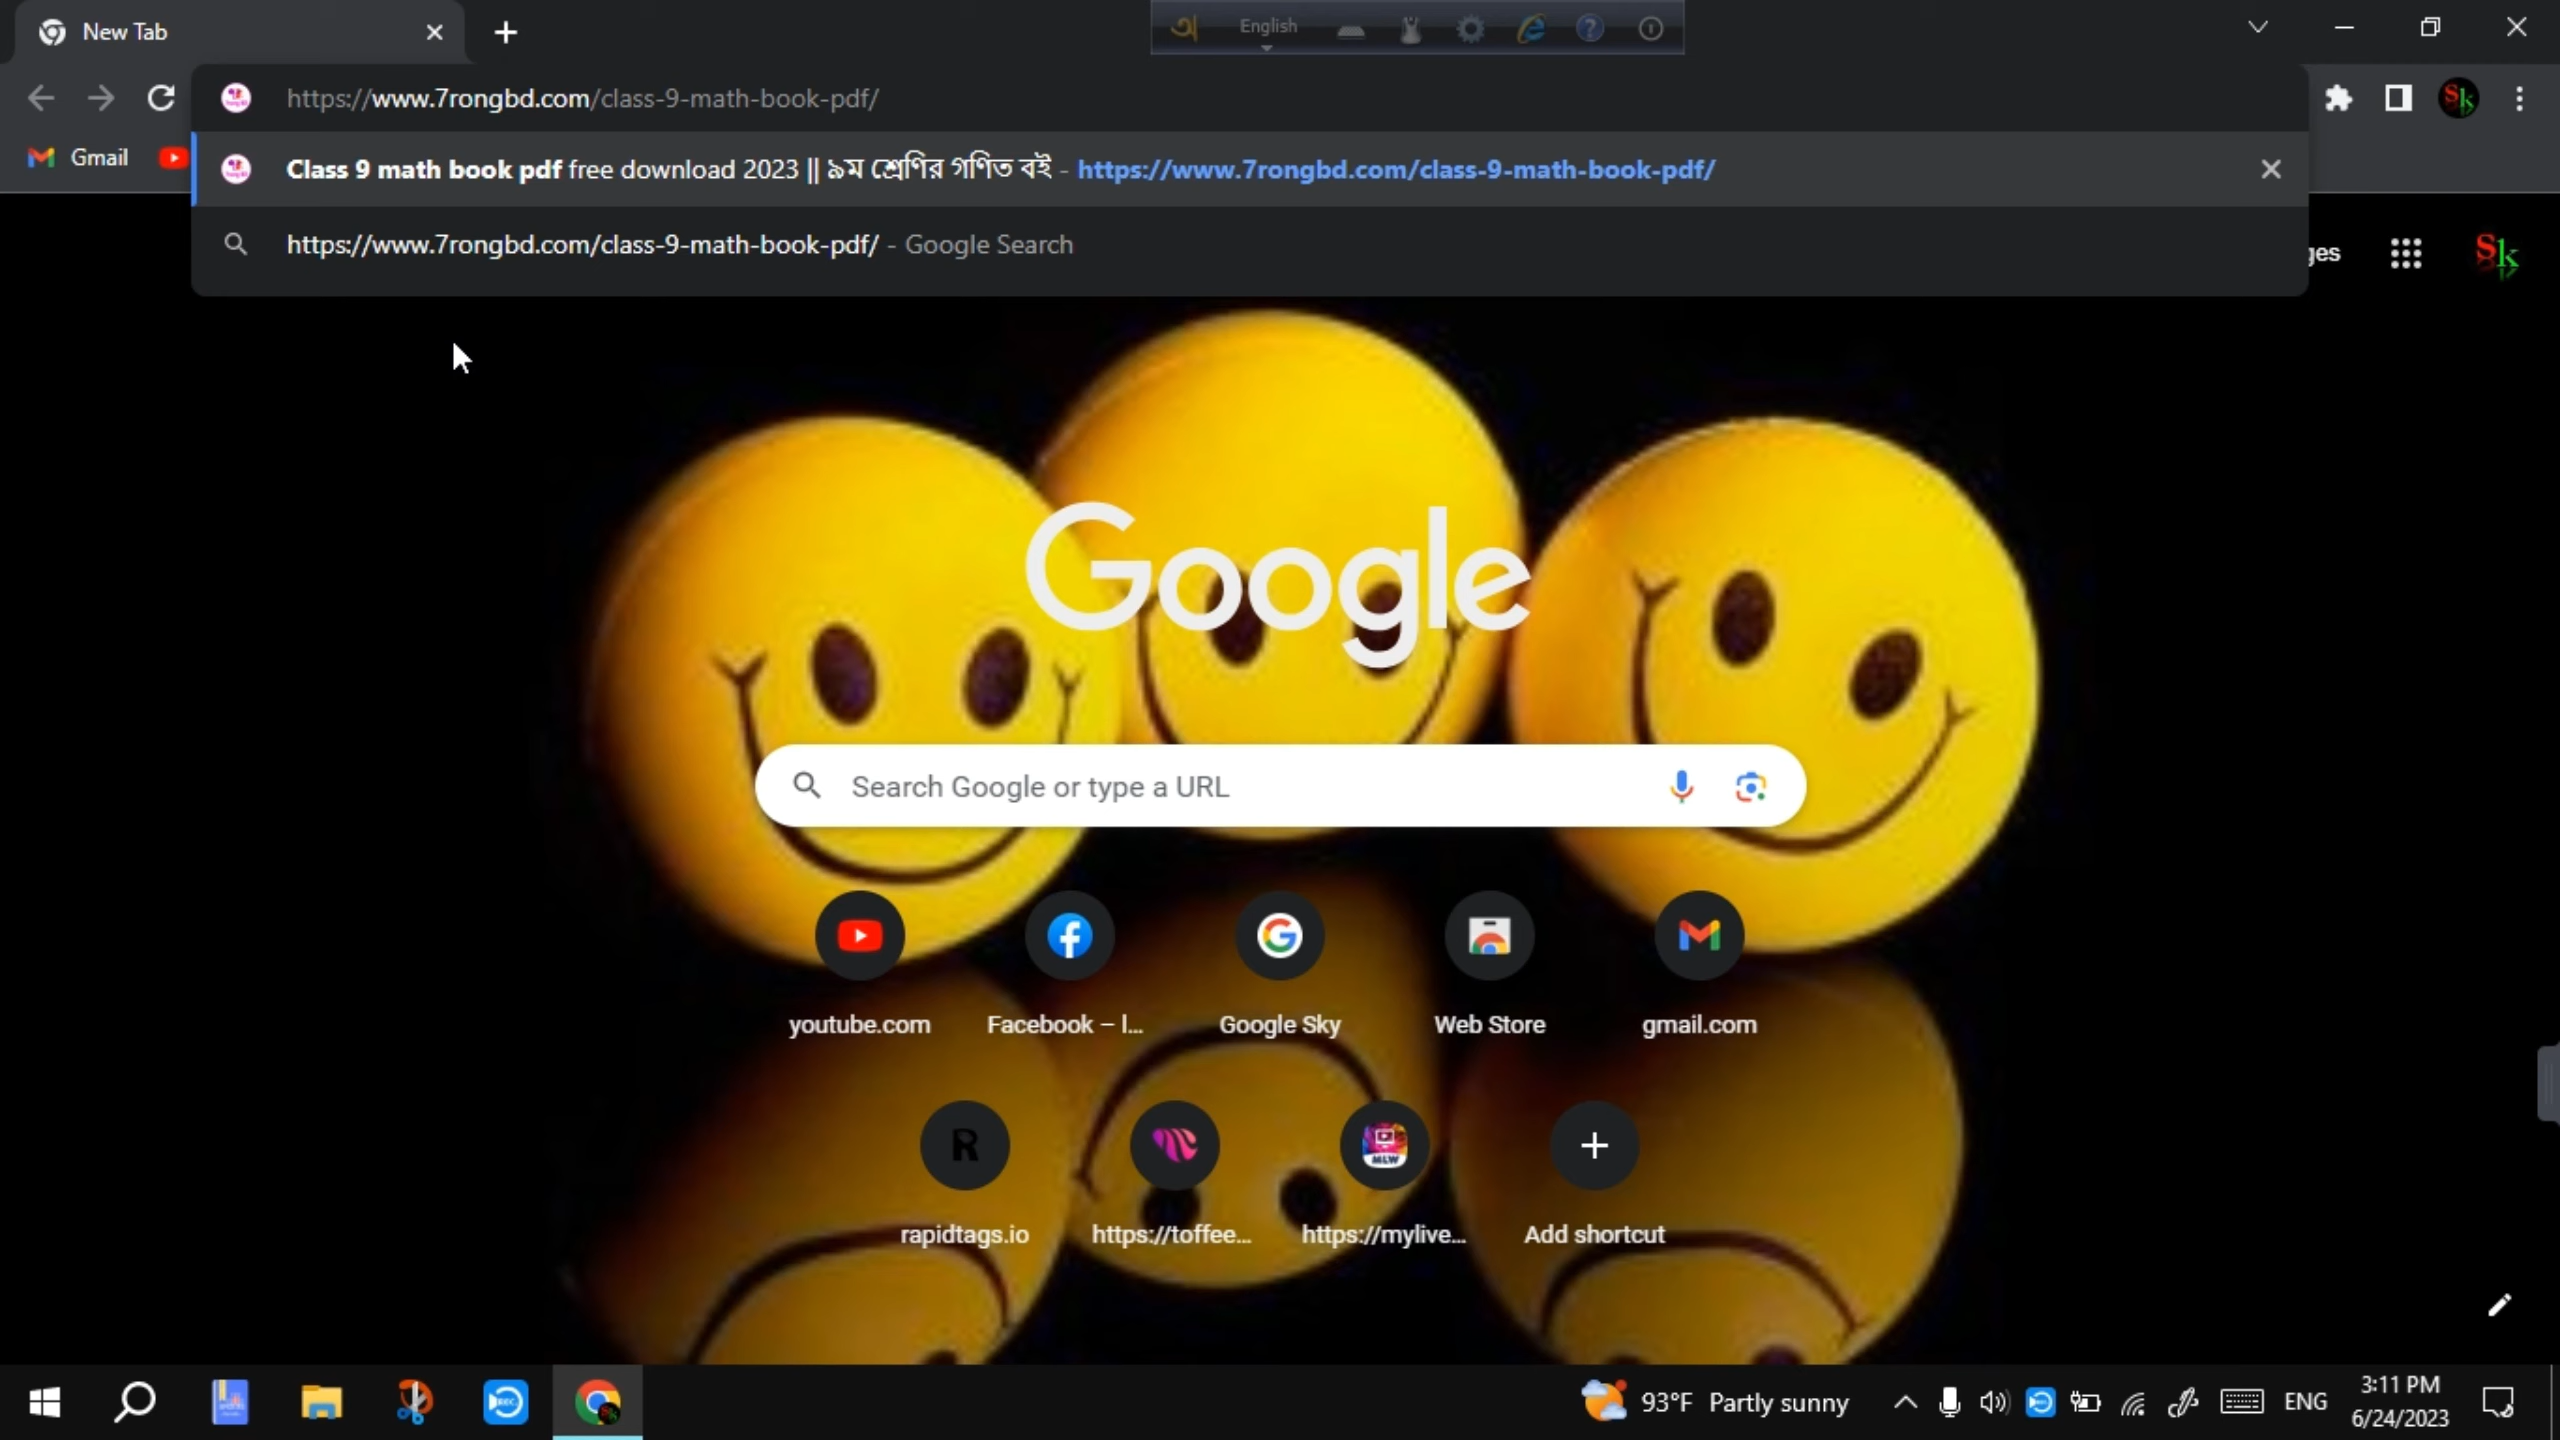 New Tab
English
https://www.7rongbd.com/class-9-math-book-pdf/
Gmail
Class 9 math book pdf free download 2023 || ৯ম শ্রেণির গণিত বই - https://www.7rongbd.com/class-9-math-book-pdf/
https://www.7rongbd.com/class-9-math-book-pdf/ - Google Search
ges
Sk
Google
Search Google or type a URL
youtube.com
Facebook – l...
Google Sky
Web Store
gmail.com
R
MLW
rapidtags.io
https://toffee...
https://mylive...
Add shortcut
93°F Partly sunny
ENG
3:11 PM
6/24/2023